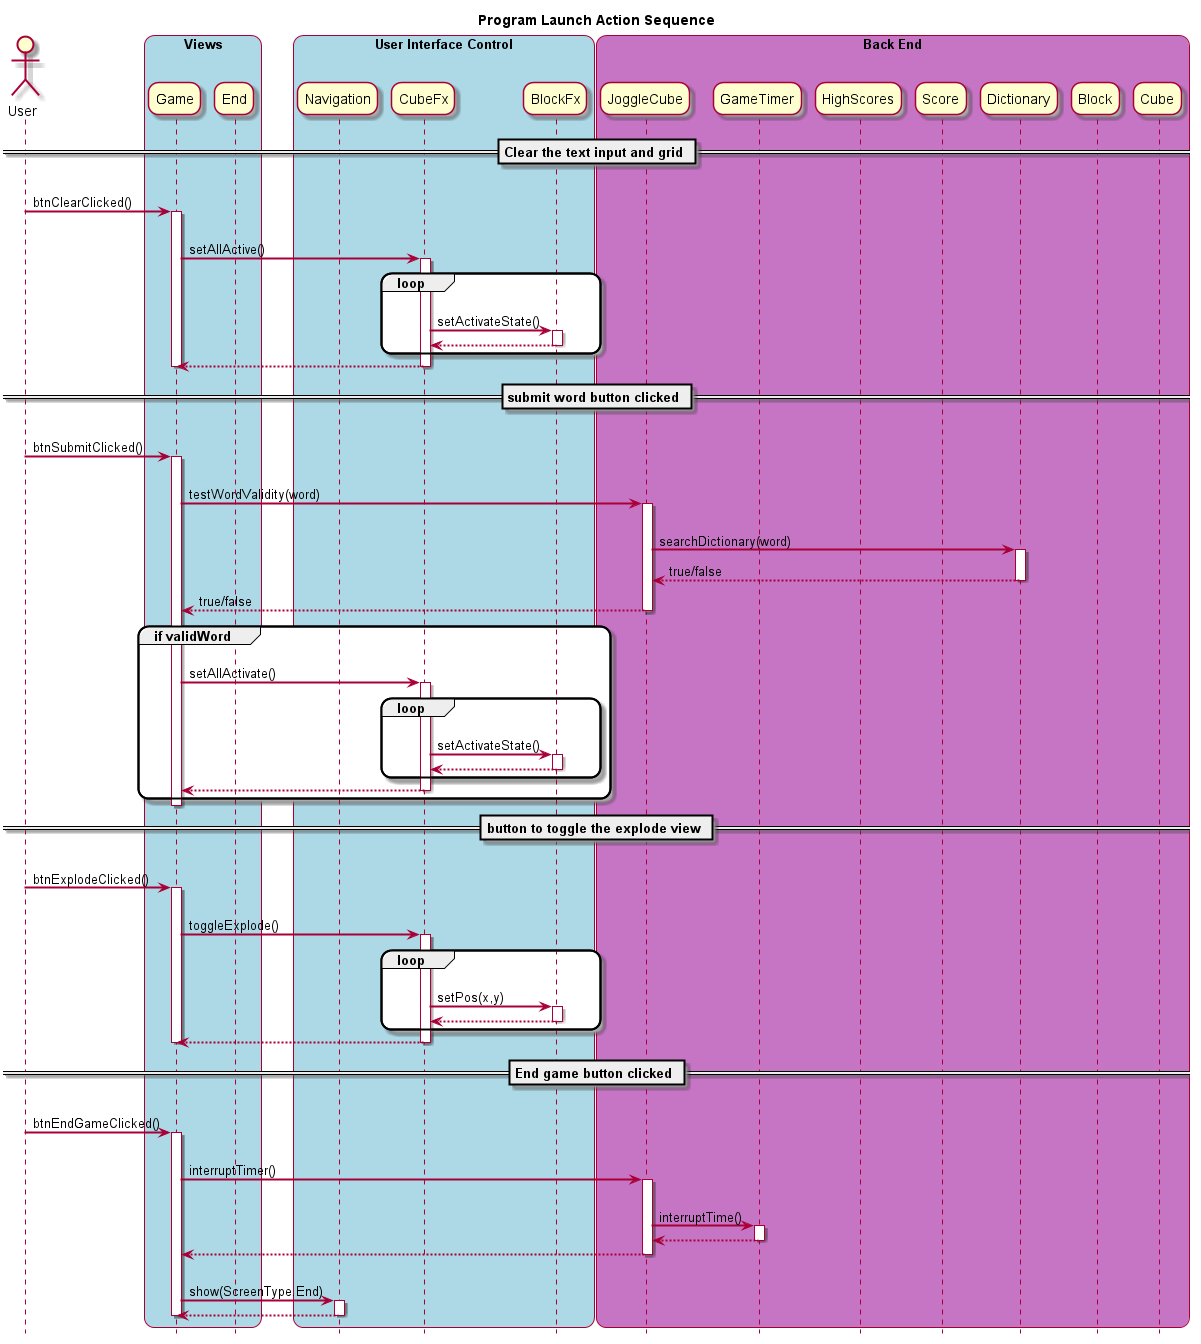 Program Launch Action Sequence
Views
User Interface Control
Back End
User
Game
End
Navigation
CubeFx
BlockFx
JoggleCube
GameTimer
HighScores
Score
Dictionary
Block
Cube
Clear the text input and grid
btnClearClicked()
setAllActive()
loop
setActivateState()
submit word button clicked
btnSubmitClicked()
testWordValidity(word)
searchDictionary(word)
true/false
true/false
if validWord
setAllActivate()
loop
setActivateState()
button to toggle the explode view
btnExplodeClicked()
toggleExplode()
loop
setPos(x,y)
End game button clicked
btnEndGameClicked()
interruptTimer()
interruptTime()
show(ScreenType End)